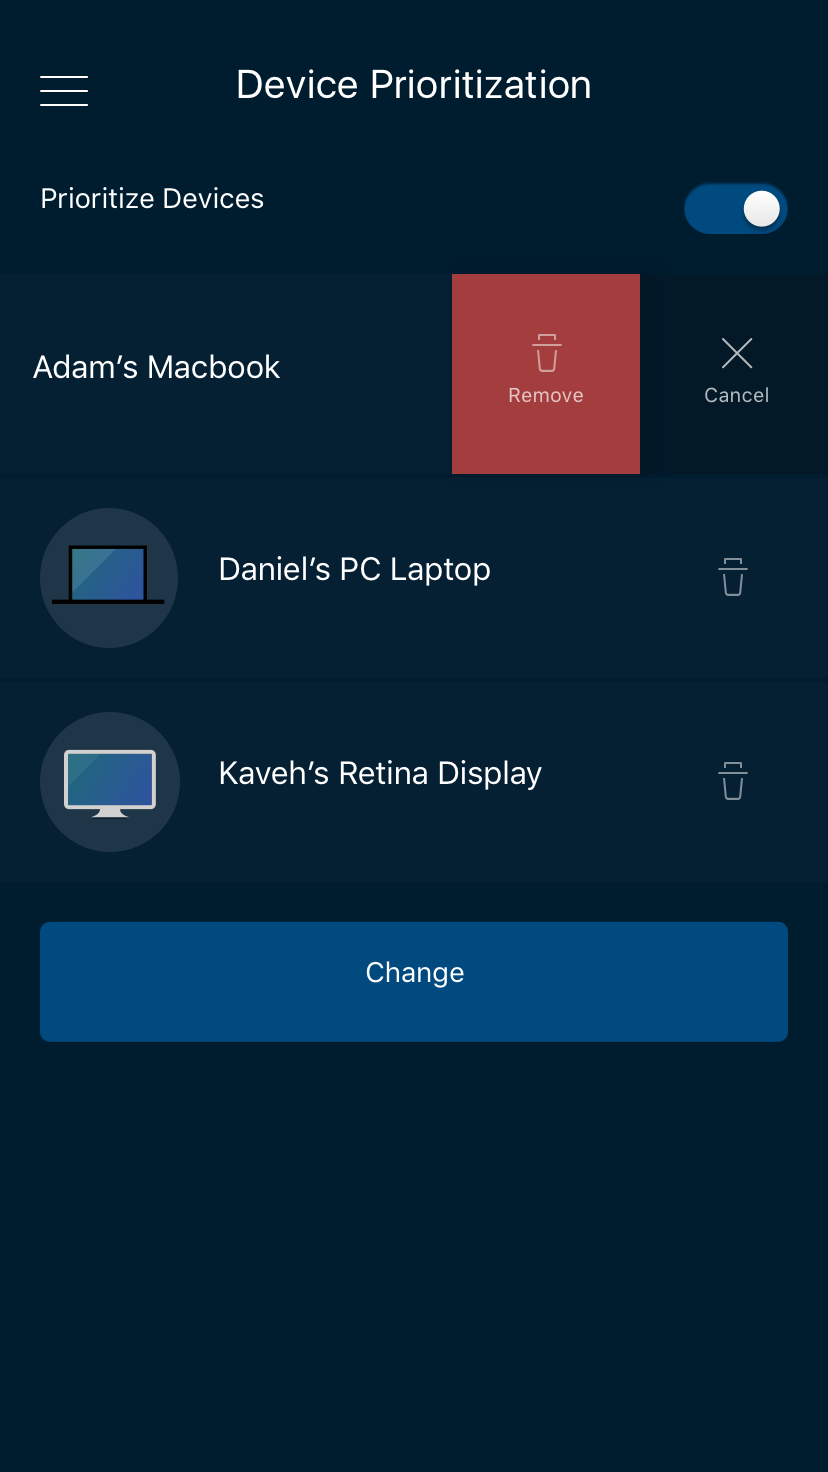 Device Prioritization
Prioritize Devices
Adam’s Macbook
Remove
Cancel
Daniel’s PC Laptop
Kaveh’s Retina Display
Change